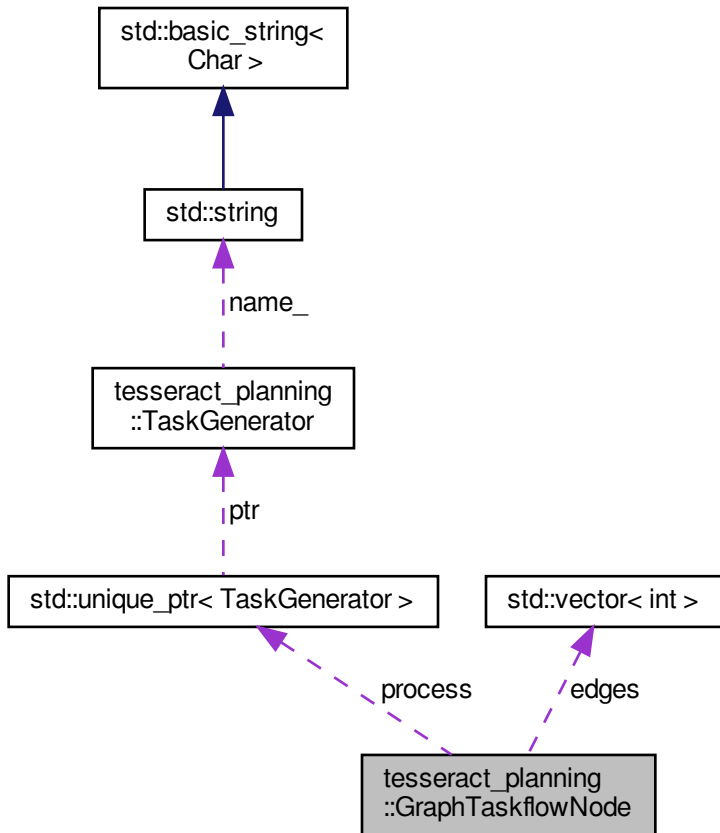 std::basic_string<
Char >
std::string
name_
tesseract_planning
::TaskGenerator
ptr
std::unique_ptr< TaskGenerator >
std::vector< int >
process
edges
tesseract_planning
::GraphTaskflowNode